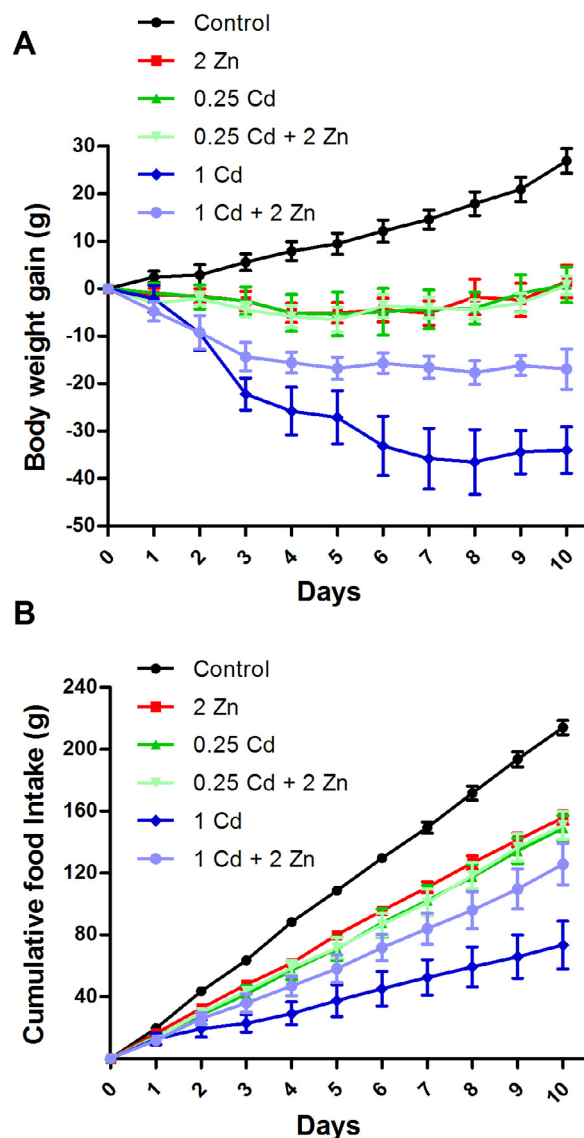 A
Control
2 Zn
0.25 Cd
0.25 Cd + 2 Zn
1 Cd
1 Cd + 2 Zn
Body weight gain (g)
30
20
10
0
-10
-20
-30
-40
-50
0 1 2 3 4 5 6 7 8 9 10
Days
B
Control
2 Zn
0.25 Cd
0.25 Cd + 2 Zn
1 Cd
1 Cd + 2 Zn
Cumulative food Intake (g)
240
200
160
120
80
40
0 1 2 3 4 5 6 7 8 9 10
Days